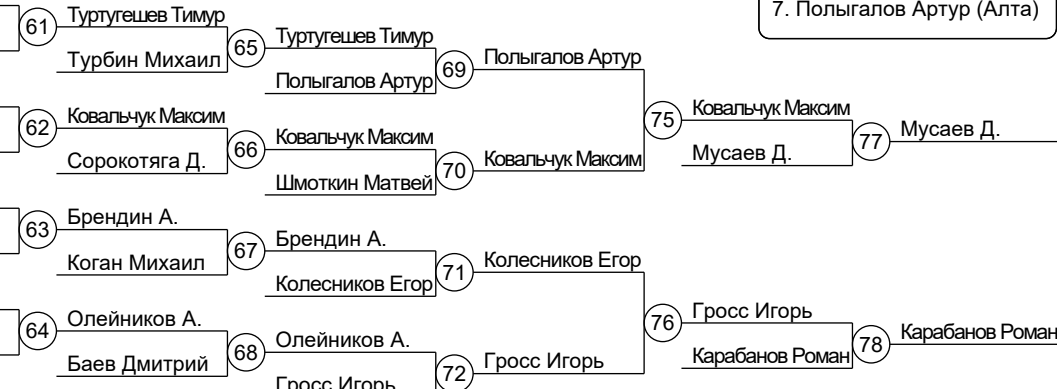 7. Полыгалов Артур (Алта)
61
Туртугешев Тимур
Турбин Михаил
65
Туртугешев Тимур
Полыгалов Артур
69
Полыгалов Артур
62
Ковальчук Максим
Сорокотяга Д.
66
Ковальчук Максим
Шмоткин Матвей
70
Ковальчук Максим
75
Ковальчук Максим
Мусаев Д.
77
Мусаев Д.
63
Брендин А.
Коган Михаил
67
Брендин А.
Колесников Егор
71
Колесников Егор
64
Олейников А.
Баев Дмитрий
68
Олейников А.
Гросс Игорь
72
Гросс Игорь
76
Гросс Игорь
Карабанов Роман
78
Карабанов Роман